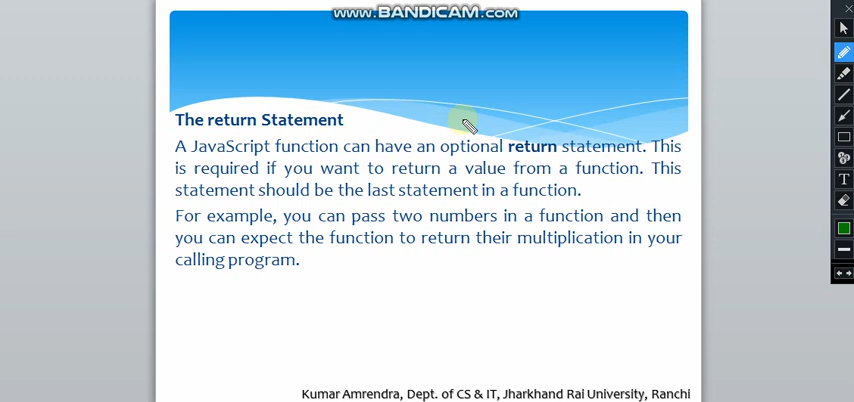 www.BANDICAM.com
The return Statement
A JavaScript function can have an optional return statement. This
is required if you want to return a value from a function. This
statement should be the last statement in a function.
For example, you can pass two numbers in a function and then
you can expect the function to return their multiplication in your
calling program.
Kumar Amrendra, Dept. of CS & IT, Jharkhand Rai University, Ranchi